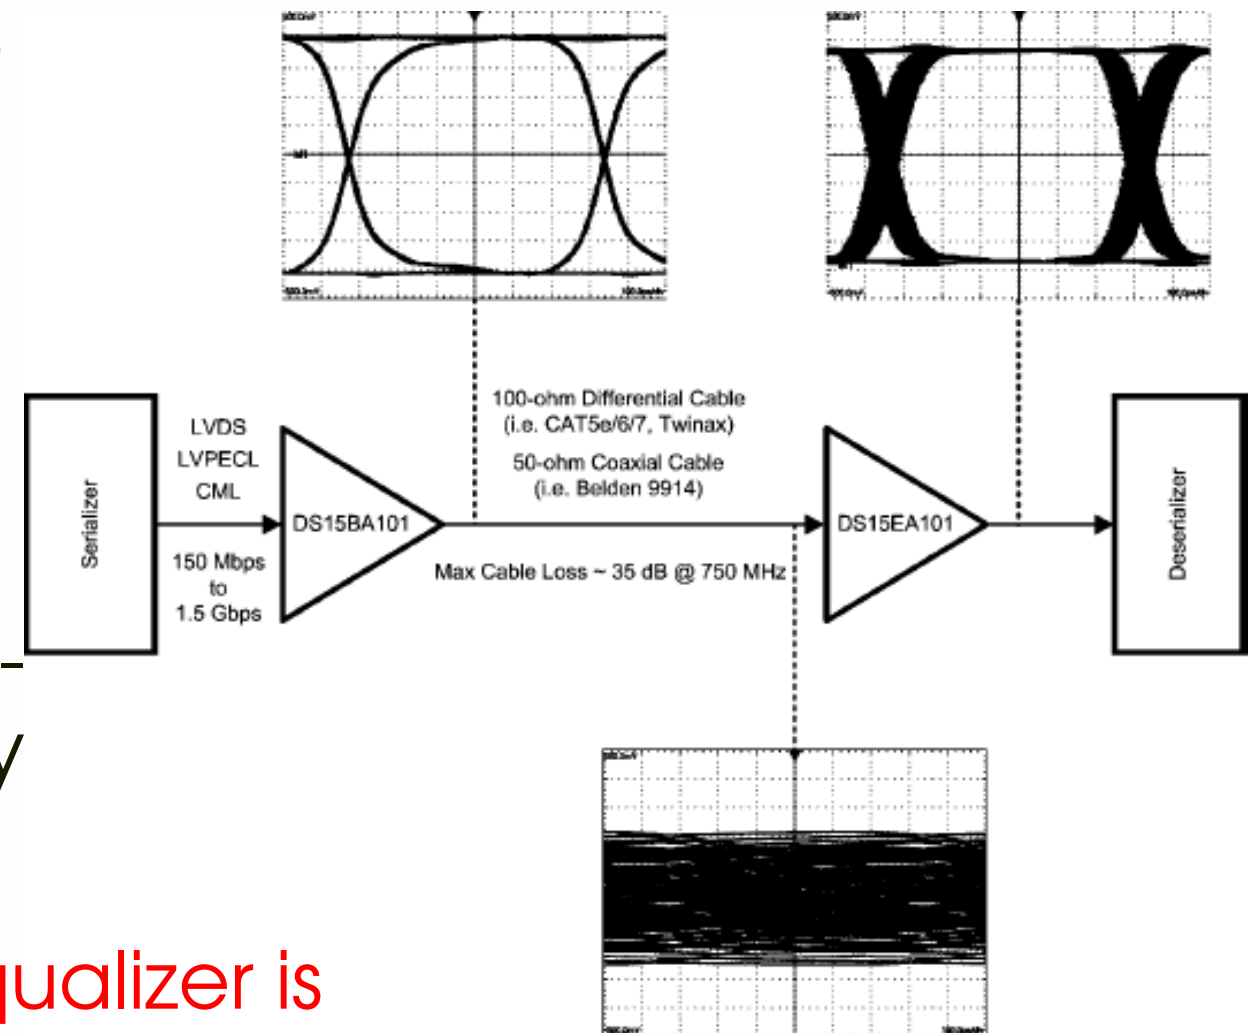 100-ohm Differential Cable
(i.e. CAT5e/6/7, Twinax)
50-ohm Coaxial Cable
(i.e. Belden 9914)
Serializer
LVDS
LVPECL
CML
150 Mbps
to
1.5 Gbps
DS15BA101
Max Cable Loss ~ 35 dB @ 750 MHz
DS15EA101
Deserializer
y
qualizer is